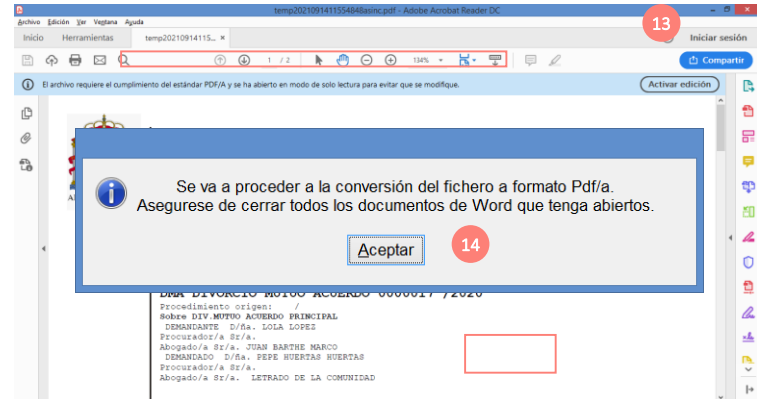 temp202109141155484​8asinc.pdf - Adobe Acrobat Reader DC
Archivo Edición Ver Ventana Ayuda
13
Inicio Herramientas temp20210914115... × Iniciar sesión
1 / 2 134% Compartir
El archivo requiere el cumplimiento del estándar PDF/A y se ha abierto en modo de solo lectura para evitar que se modifique. Activar edición
Se va a proceder a la conversión del fichero a formato Pdf/a.
Asegurese de cerrar todos los documentos de Word que tenga abiertos.
Aceptar 14
DMA DIVORCIO MUTUO ACUERDO 0000017 /2020
Procedimiento origen: /
Sobre DIV.MUTUO ACUERDO PRINCIPAL
DEMANDANTE D/ña. LOLA LOPEZ
Procurador/a Sr/a.
Abogado/a Sr/a. JUAN BARTHE MARCO
DEMANDADO D/ña. PEPE HUERTAS HUERTAS
Procurador/a Sr/a.
Abogado/a Sr/a. LETRADO DE LA COMUNIDAD